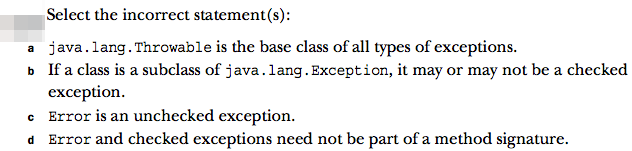 Select the incorrect statement(s):
a java.lang.Throwable is the base class of all types of exceptions.
b If a class is a subclass of java.lang.Exception, it may or may not be a checked
exception.
c Error is an unchecked exception.
d Error and checked exceptions need not be part of a method signature.